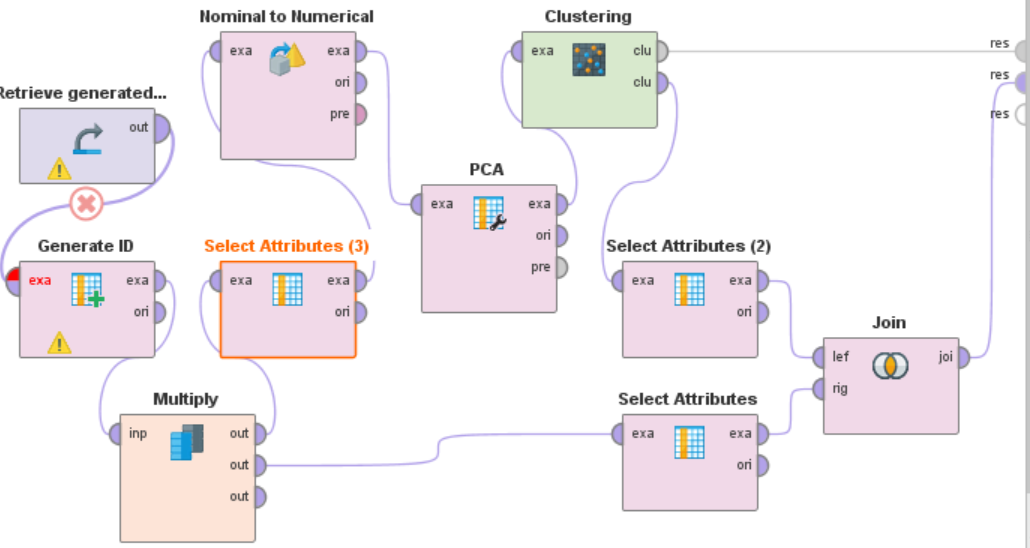 Nominal to Numerical
exa
exa
ori
pre
Clustering
exa
clu
clu
res
res
res
Retrieve generated...
out
PCA
exa
exa
ori
pre
Generate ID
exa
exa
ori
Select Attributes (3)
exa
exa
ori
Select Attributes (2)
exa
exa
ori
Join
lef
rig
joi
Multiply
inp
out
out
out
Select Attributes
exa
exa
ori